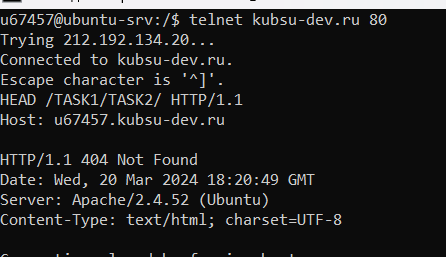 u67457@ubuntu-srv:/$ telnet kubsu-dev.ru 80
Trying 212.192.134.20...
Connected to kubsu-dev.ru.
Escape character is '^]'.
HEAD /TASK1/TASK2/ HTTP/1.1
Host: u67457.kubsu-dev.ru
HTTP/1.1 404 Not Found
Date: Wed, 20 Mar 2024 18:20:49 GMT
Server: Apache/2.4.52 (Ubuntu)
Content-Type: text/html; charset=UTF-8